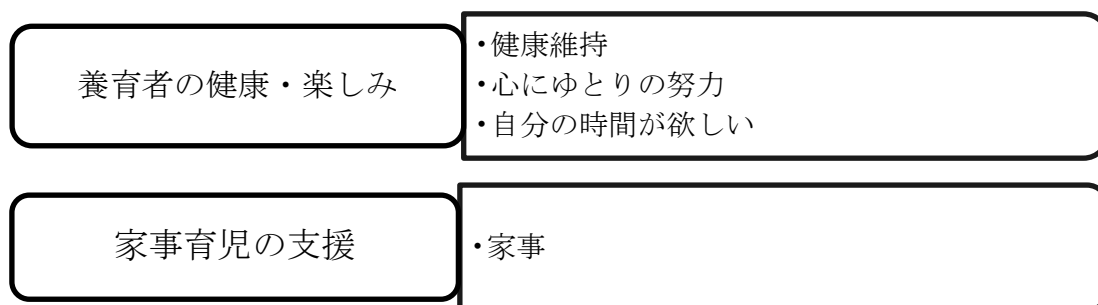 養育者の健康・楽しみ
・健康維持
・心にゆとりの努力
・自分の時間が欲しい
家事育児の支援
・家事